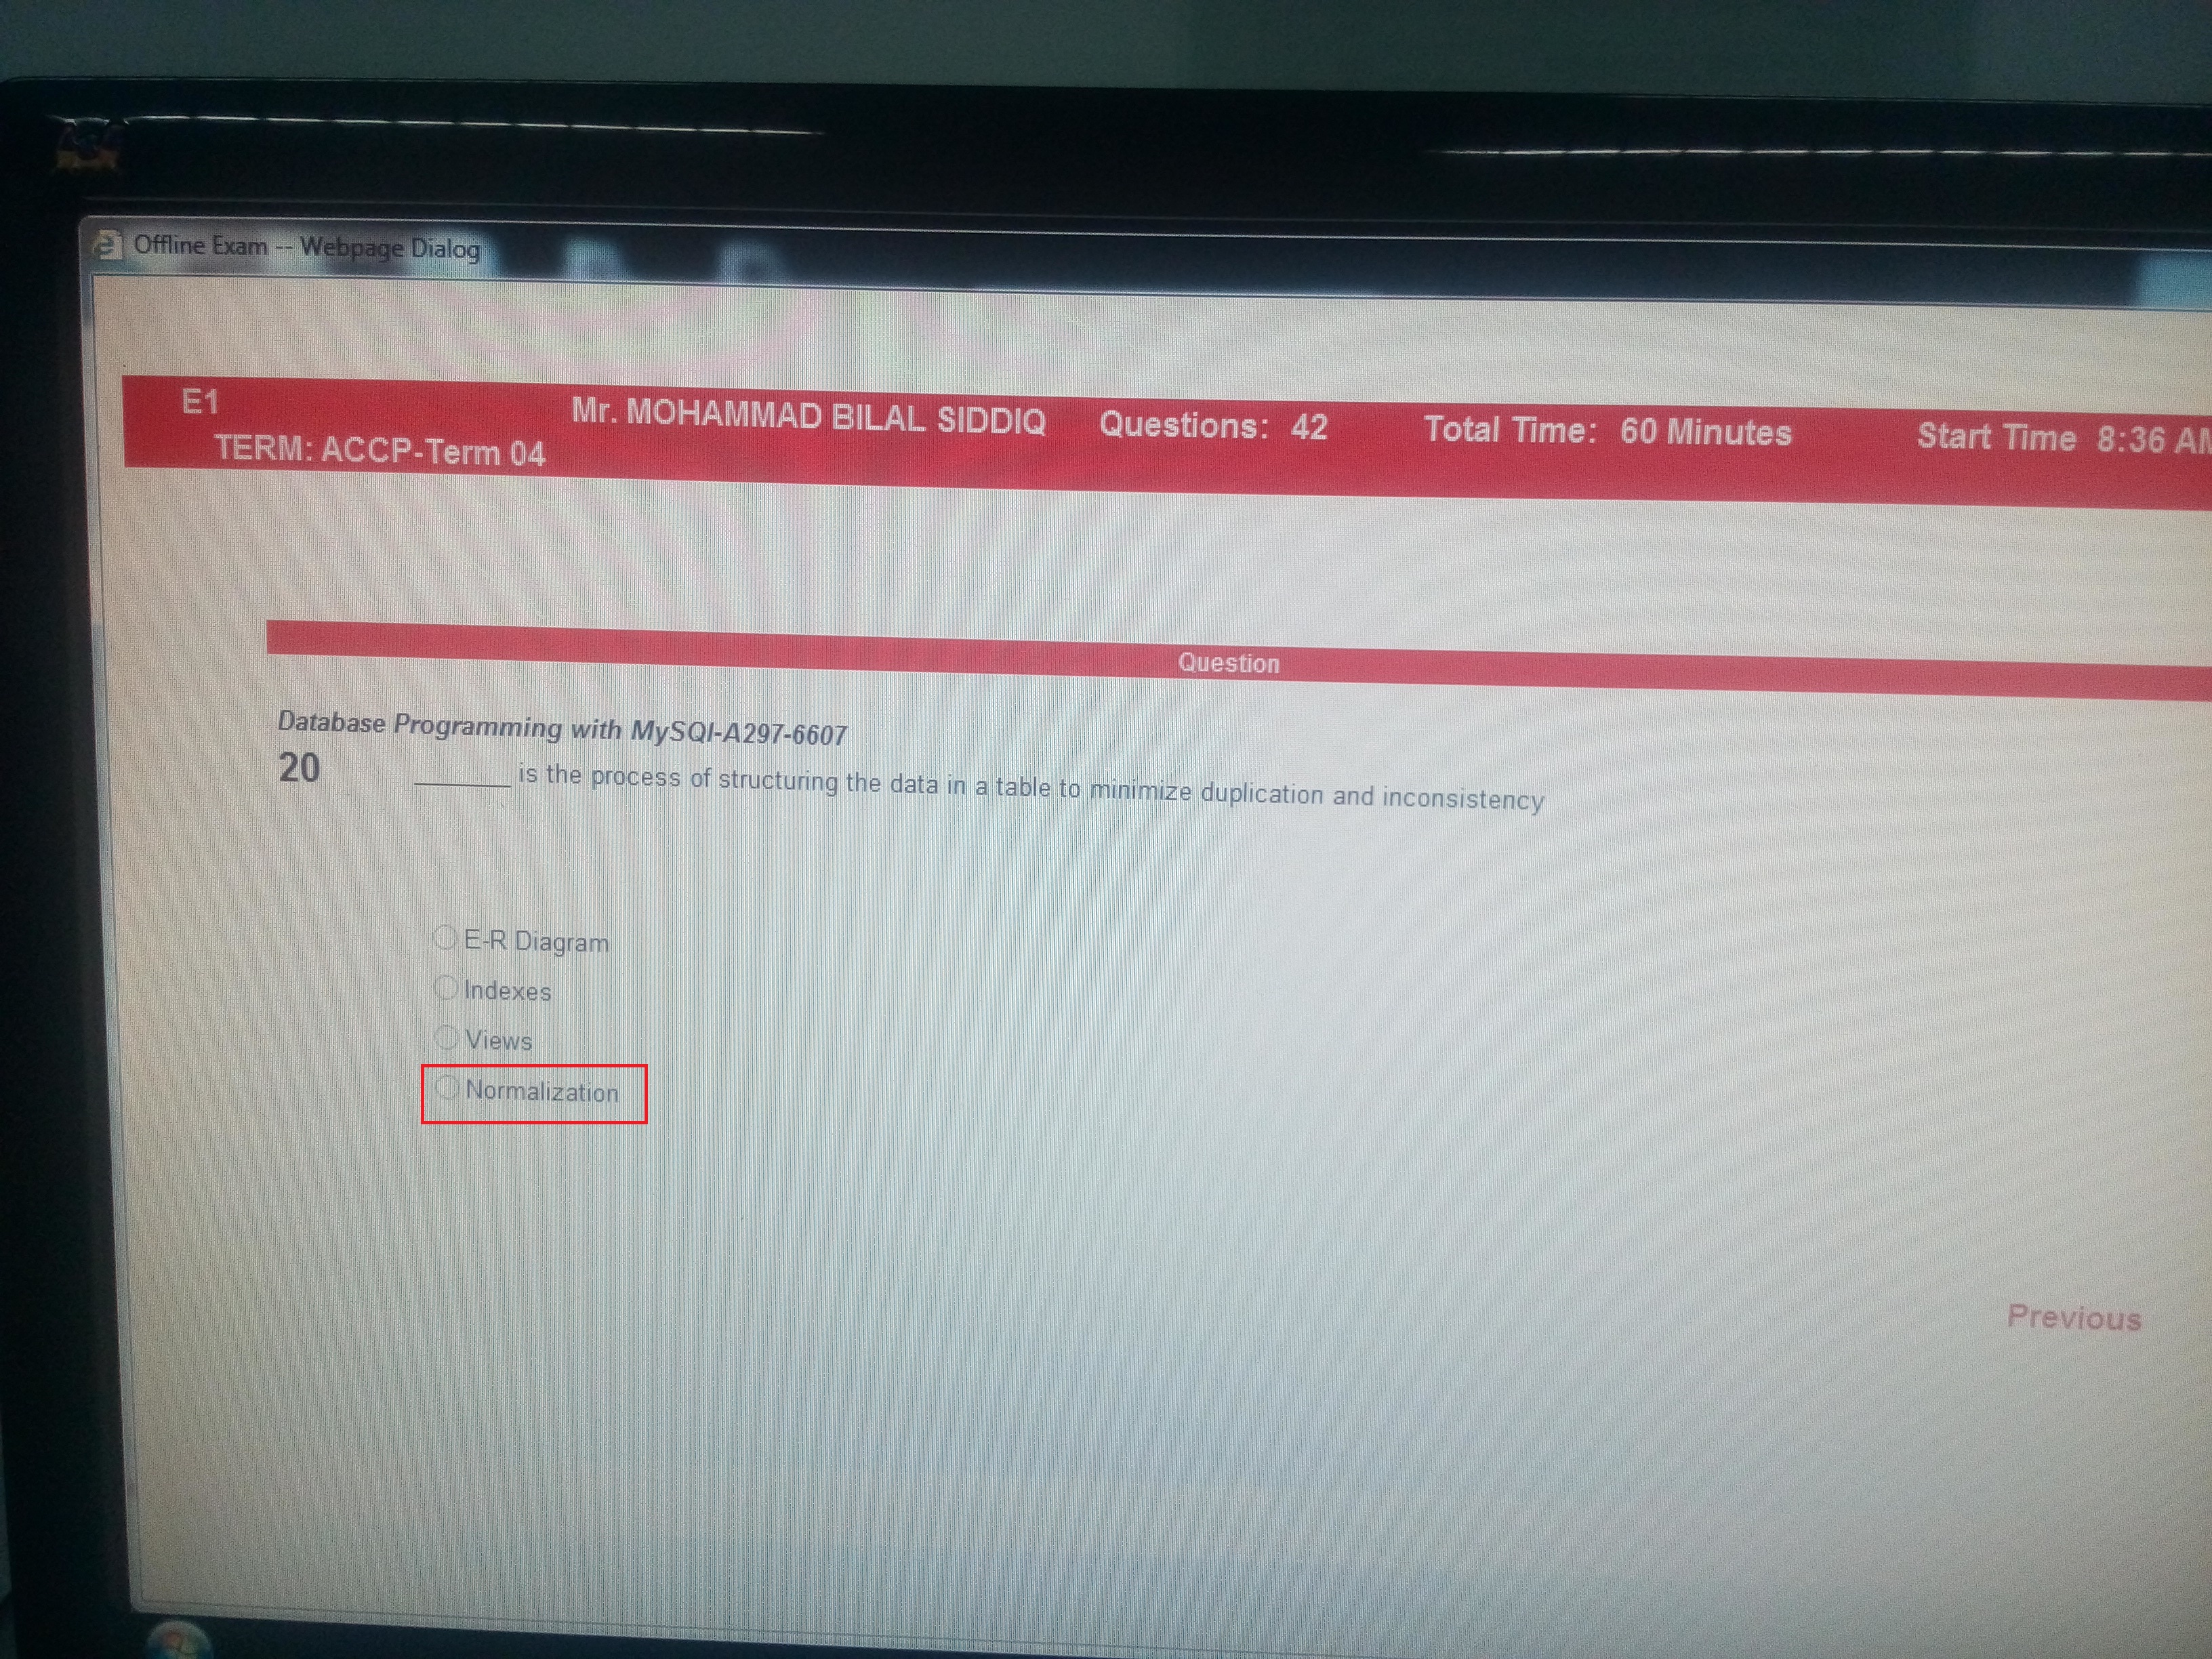 Offline Exam -- Webpage Dialog
E1
Mr. MOHAMMAD BILAL SIDDIQ Questions: 42 Total Time: 60 Minutes Start Time 8:36 AM
TERM: ACCP-Term 04
Question
Database Programming with MySQl-A297-6607
20 _______ is the process of structuring the data in a table to minimize duplication and inconsistency
E-R Diagram
Indexes
Views
Normalization
Previous